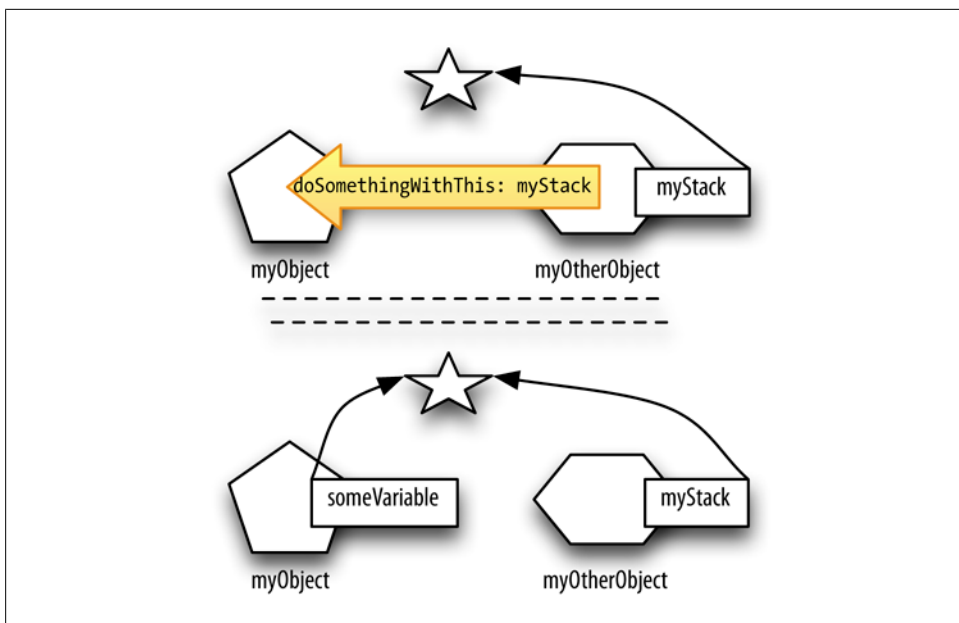 doSomethingWithThis: myStack
myStack
myObject
myOtherObject
someVariable
myStack
myObject
myOtherObject